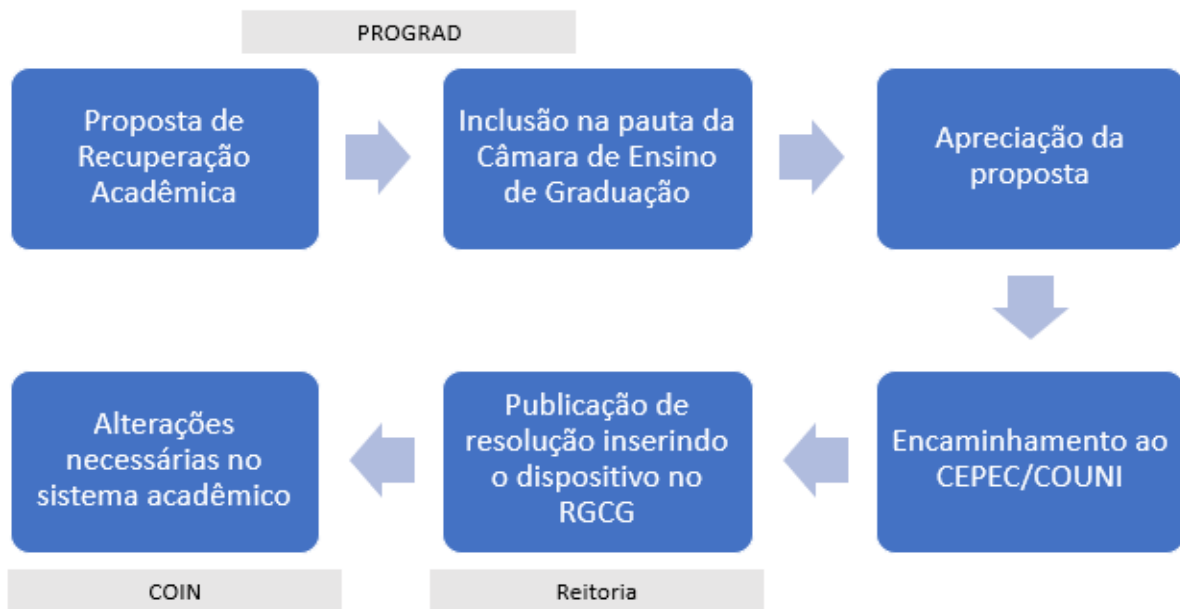 PROGRAD
Proposta de
Recuperação
Acadêmica
Inclusão na pauta da
Câmara de Ensino
de Graduação
Apreciação da
proposta
Encaminhamento ao
CEPEC/COUNI
Publicação de
resolução inserindo
o dispositivo no
RGCG
Alterações
necessárias no
sistema acadêmico
COIN
Reitoria